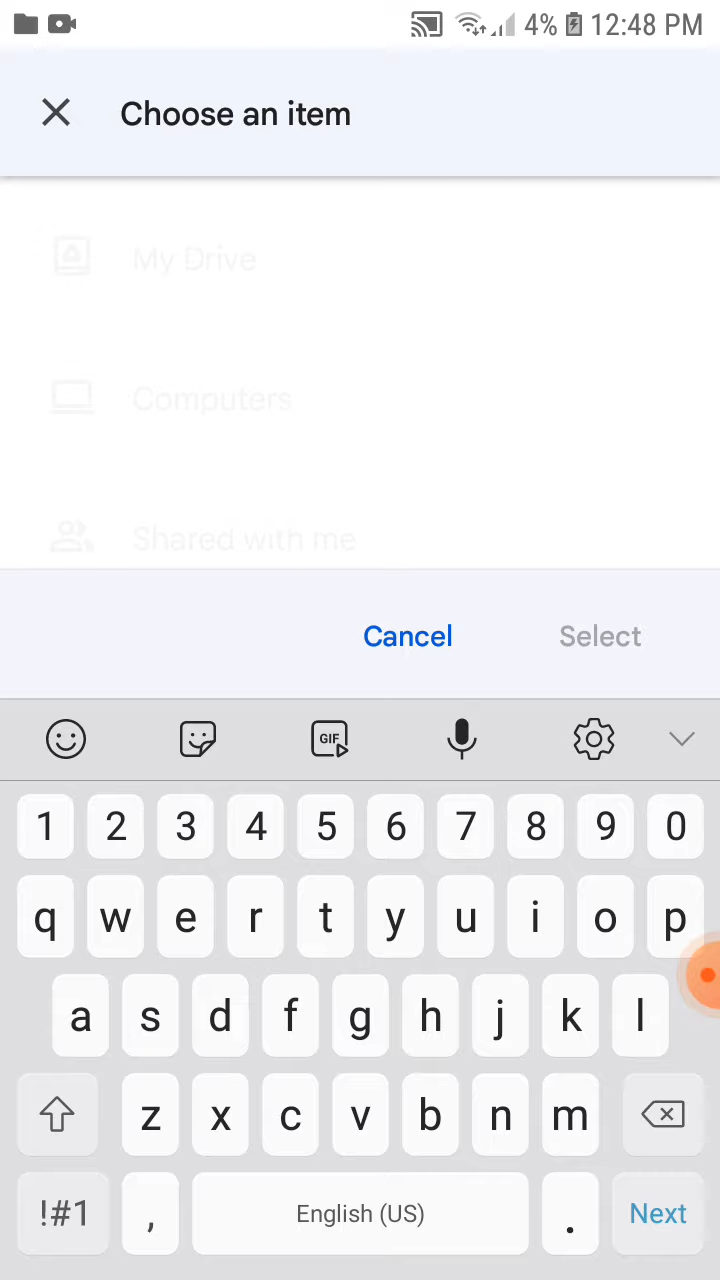 4% 12:48 PM
Choose an item
My Drive
Computers
Shared with me
Cancel Select
GIF
1 2 3 4 5 6 7 8 9 0
q w e r t y u i o p
a s d f g h j k l
z x c v b n m
!#1 , English (US) . Next